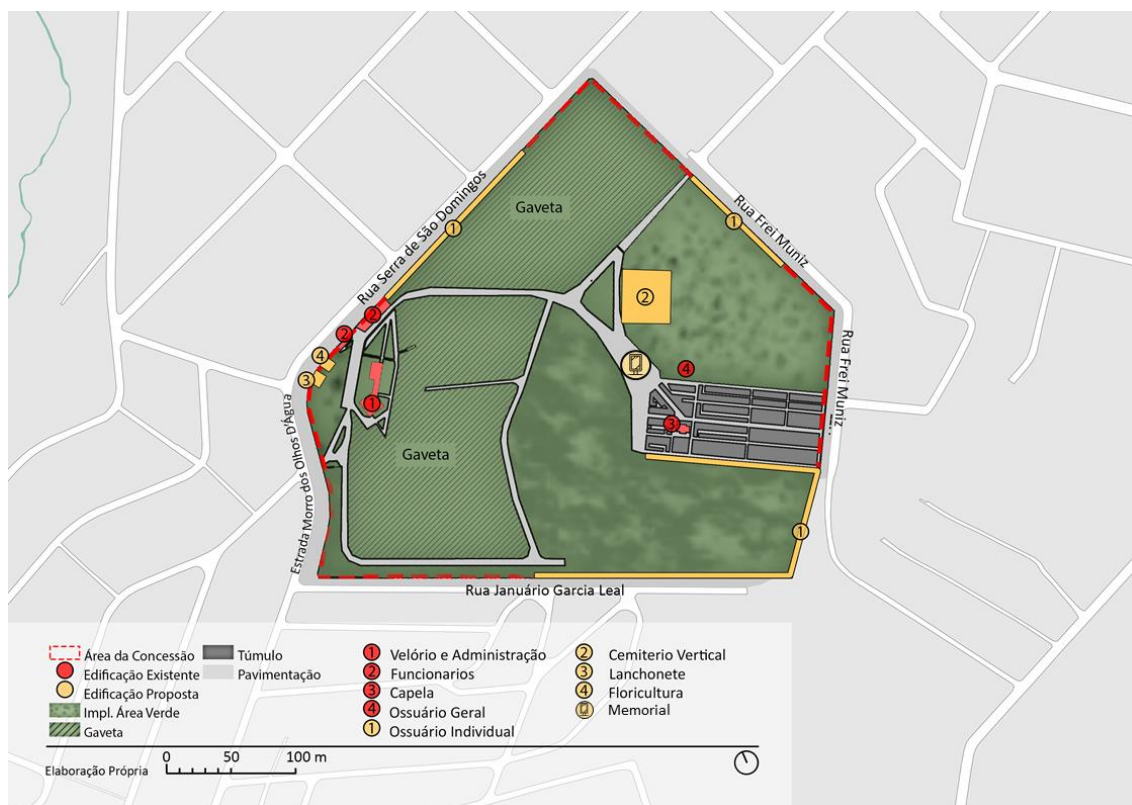 Rua Serra de São Domingos
Gaveta
1
Rua Frei Muniz
1
2
2
2
4
3
1
4
3
Rua Frei Muniz
Gaveta
Estrada Morro dos Olhos D'Água
1
Rua Januário Garcia Leal
Área da Concessão
Túmulo
1 Velório e Administração
2 Cemiterio Vertical
Edificação Existente
Pavimentação
2 Funcionarios
3 Lanchonete
Edificação Proposta
3 Capela
4 Floricultura
Impl. Área Verde
4 Ossuário Geral
Memorial
Gaveta
1 Ossuário Individual
Elaboração Própria
0 50 100 m